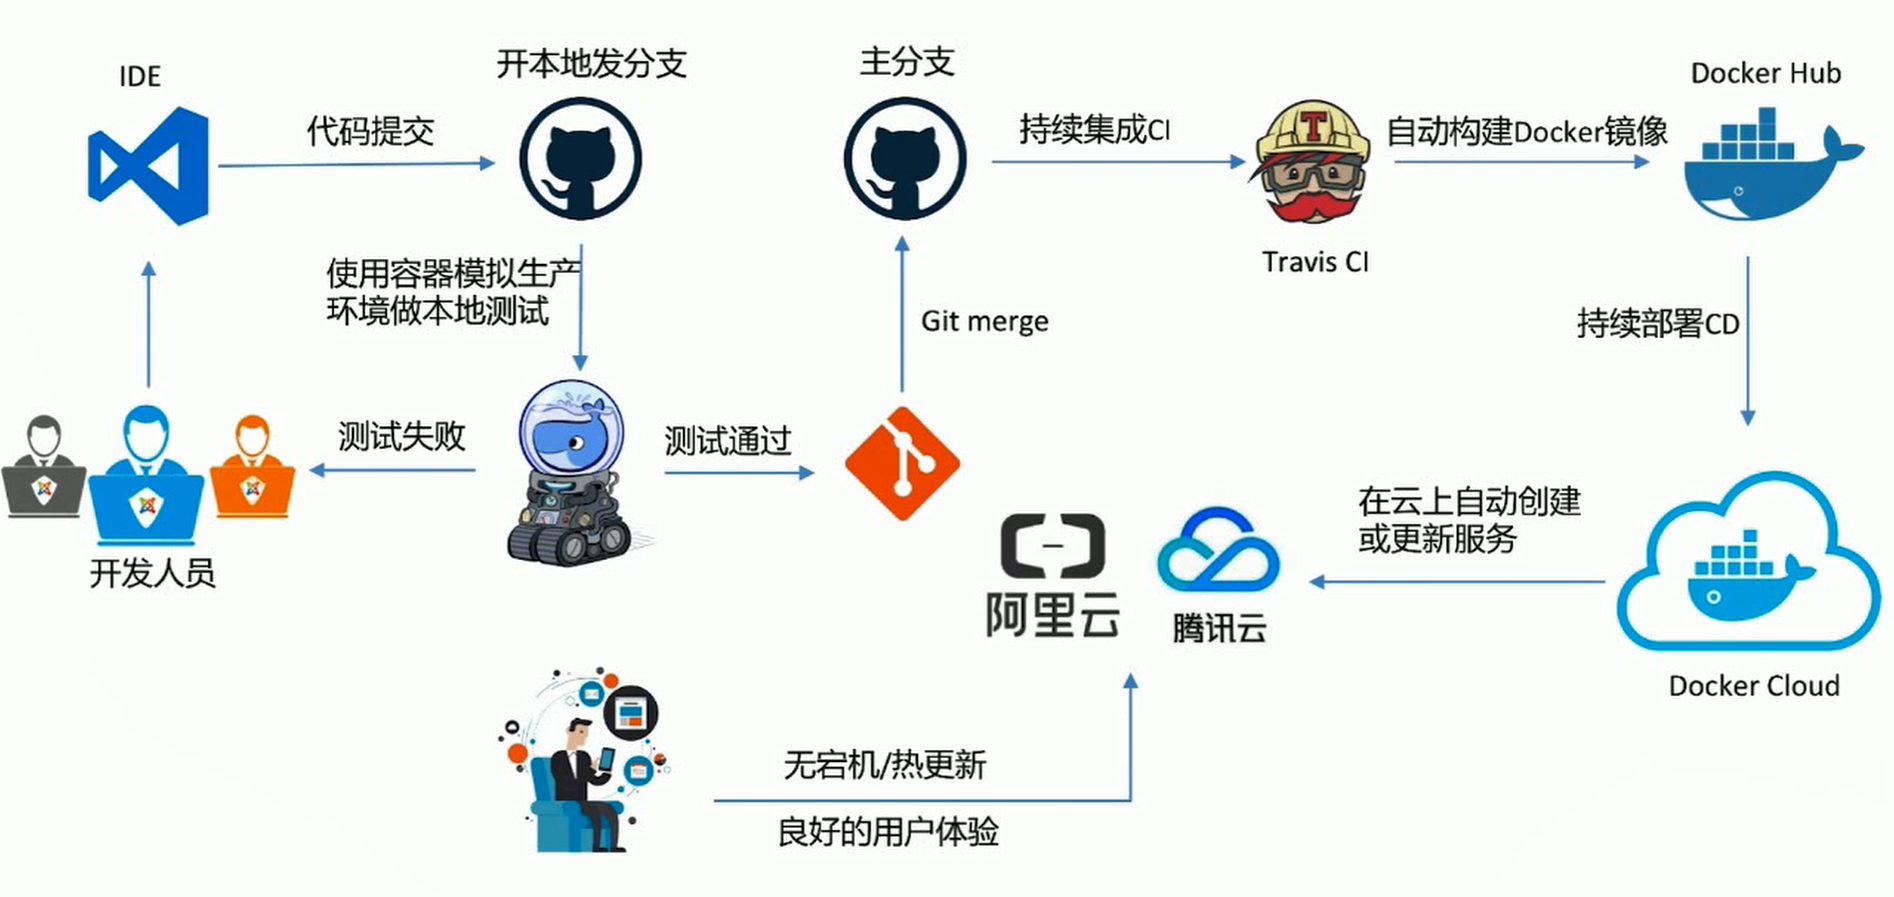 IDE
开本地发分支
主分支
Docker Hub
代码提交
持续集成CI
T
自动构建Docker镜像
使用容器模拟生产
环境做本地测试
Travis CI
Git merge
持续部署CD
测试失败
测试通过
开发人员
在云上自动创建
或更新服务
阿里云
腾讯云
Docker Cloud
无宕机/热更新
良好的用户体验